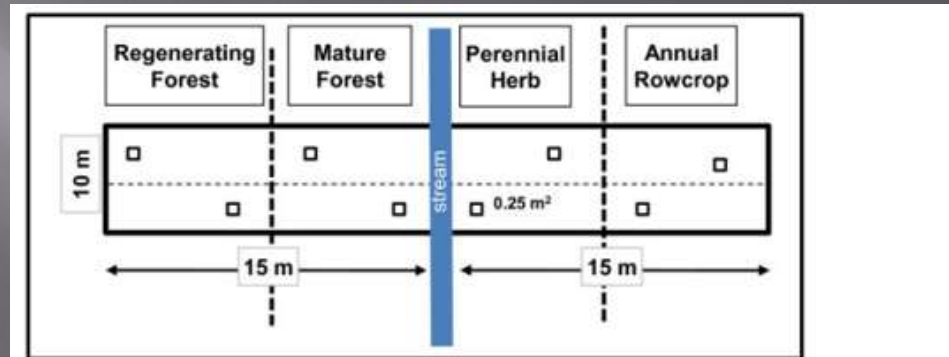 Regenerating
Forest
Mature
Forest
Perennial
Herb
Annual
Rowcrop
10 m
stream
0.25 m²
15 m
15 m